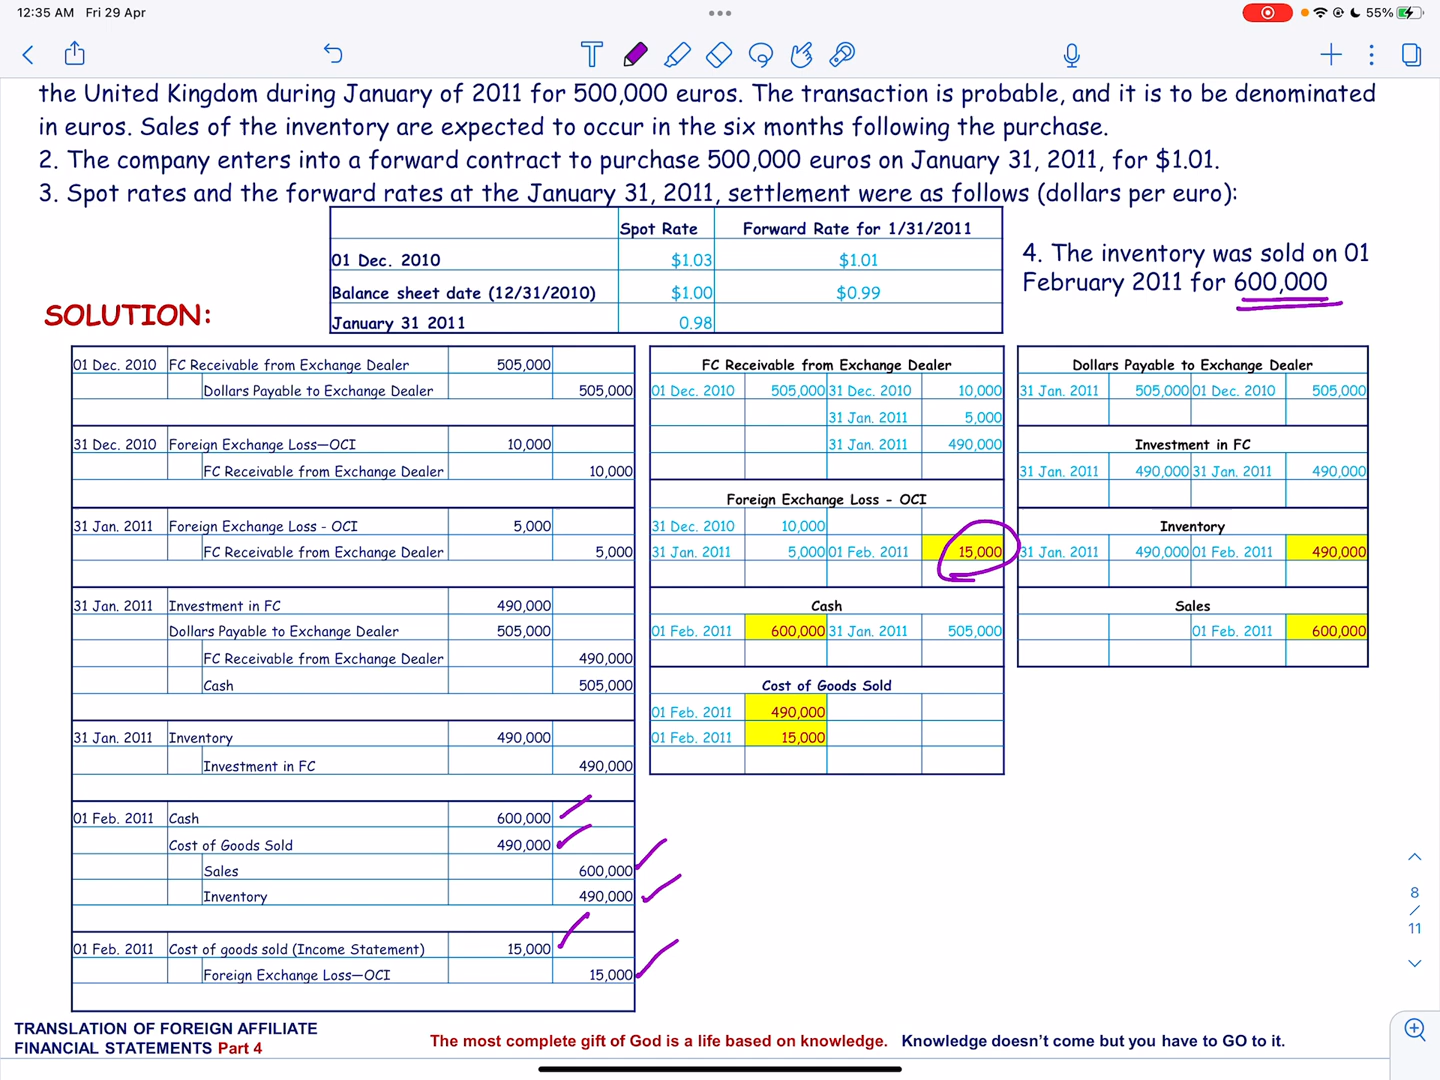 12:35 AM Fri 29 Apr
55%
the United Kingdom during January of 2011 for 500,000 euros. The transaction is probable, and it is to be denominated
in euros. Sales of the inventory are expected to occur in the six months following the purchase.
2. The company enters into a forward contract to purchase 500,000 euros on January 31, 2011, for $1.01.
3. Spot rates and the forward rates at the January 31, 2011, settlement were as follows (dollars per euro):
Spot Rate Forward Rate for 1/31/2011
01 Dec. 2010 $1.03 $1.01
Balance sheet date (12/31/2010) $1.00 $0.99
January 31 2011 0.98
4. The inventory was sold on 01
February 2011 for 600,000
SOLUTION:
01 Dec. 2010 FC Receivable from Exchange Dealer 505,000
Dollars Payable to Exchange Dealer 505,000
31 Dec. 2010 Foreign Exchange Loss—OCI 10,000
FC Receivable from Exchange Dealer 10,000
31 Jan. 2011 Foreign Exchange Loss - OCI 5,000
FC Receivable from Exchange Dealer 5,000
31 Jan. 2011 Investment in FC 490,000
Dollars Payable to Exchange Dealer 505,000
FC Receivable from Exchange Dealer 490,000
Cash 505,000
31 Jan. 2011 Inventory 490,000
Investment in FC 490,000
01 Feb. 2011 Cash 600,000
Cost of Goods Sold 490,000
Sales 600,000
Inventory 490,000
01 Feb. 2011 Cost of goods sold (Income Statement) 15,000
Foreign Exchange Loss—OCI 15,000
FC Receivable from Exchange Dealer
01 Dec. 2010 505,000 31 Dec. 2010 10,000
31 Jan. 2011 5,000
31 Jan. 2011 490,000
Foreign Exchange Loss - OCI
31 Dec. 2010 10,000
31 Jan. 2011 5,000 01 Feb. 2011 15,000
Cash
01 Feb. 2011 600,000 31 Jan. 2011 505,000
Cost of Goods Sold
01 Feb. 2011 490,000
01 Feb. 2011 15,000
Dollars Payable to Exchange Dealer
31 Jan. 2011 505,000 01 Dec. 2010 505,000
Investment in FC
31 Jan. 2011 490,000 31 Jan. 2011 490,000
Inventory
31 Jan. 2011 490,000 01 Feb. 2011 490,000
Sales
01 Feb. 2011 600,000
8
/
11
TRANSLATION OF FOREIGN AFFILIATE
FINANCIAL STATEMENTS Part 4
The most complete gift of God is a life based on knowledge. Knowledge doesn't come but you have to GO to it.